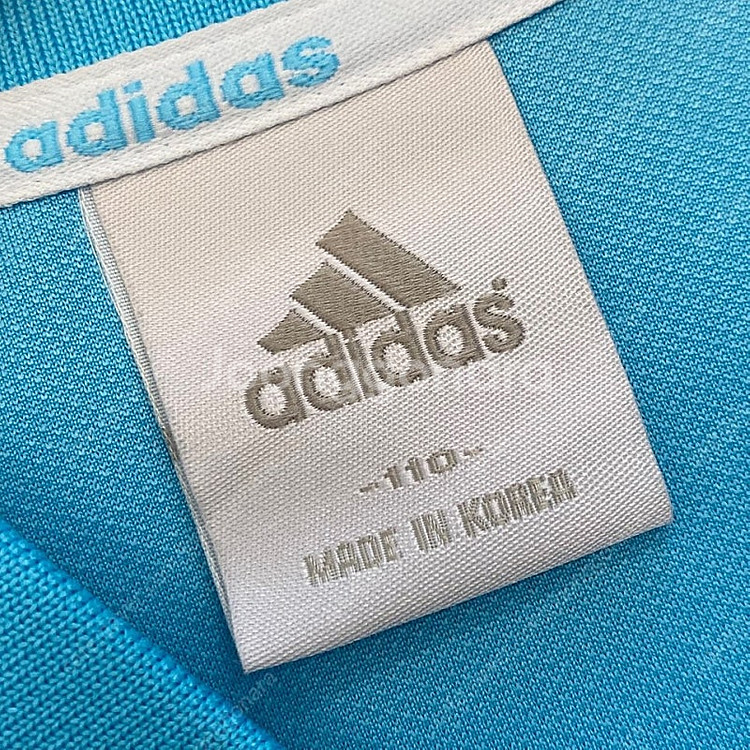 adidas
adidas
-110-
MADE IN KOREA